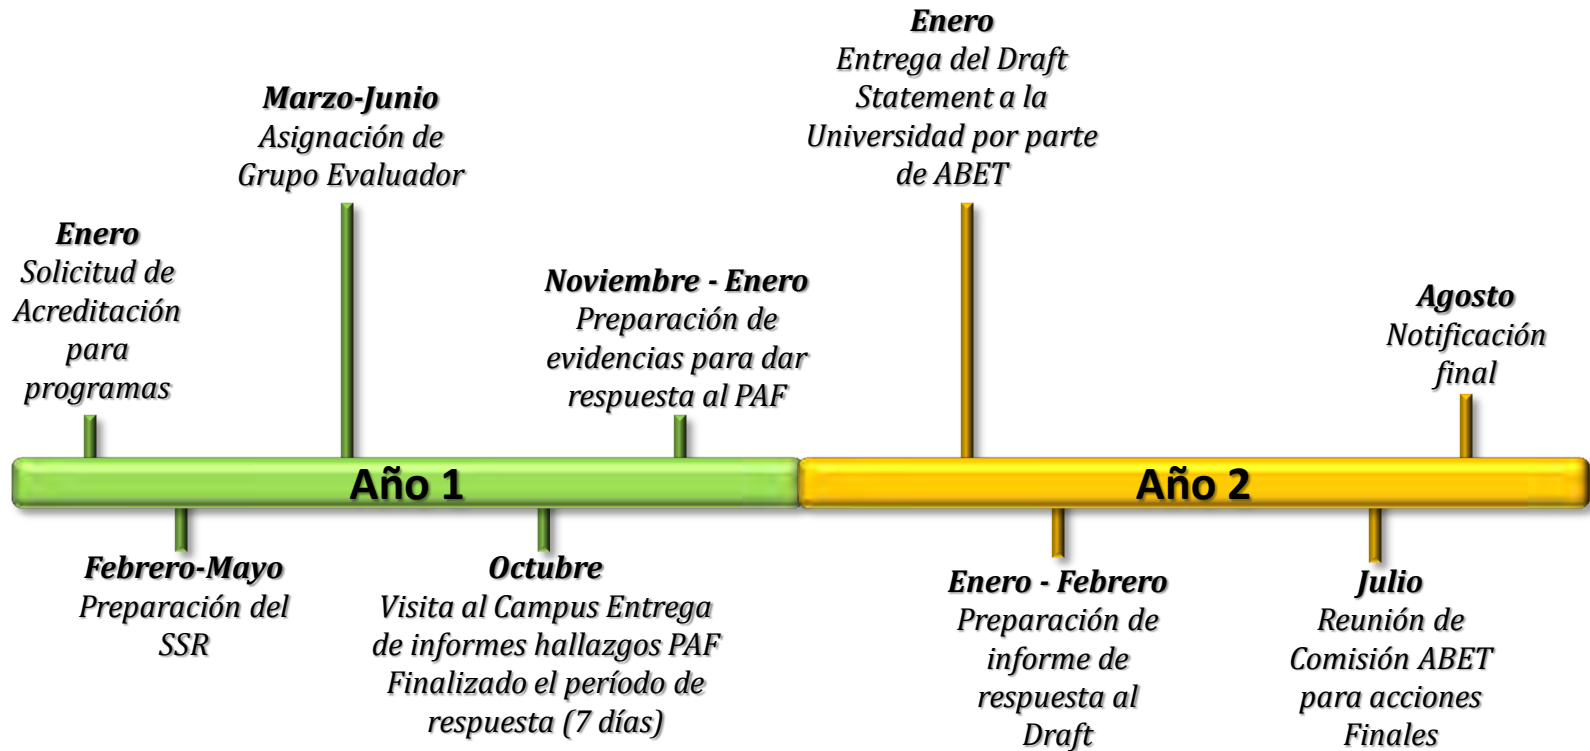 Enero
Solicitud de
Acreditación
para
programas
Marzo-Junio
Asignación de
Grupo Evaluador
Noviembre - Enero
Preparación de
evidencias para dar
respuesta al PAF
Enero
Entrega del Draft
Statement a la
Universidad por parte
de ABET
Agosto
Notificación
final
Año 1
Año 2
Febrero-Mayo
Preparación del
SSR
Octubre
Visita al Campus Entrega
de informes hallazgos PAF
Finalizado el período de
respuesta (7 días)
Enero - Febrero
Preparación de
informe de
respuesta al
Draft
Julio
Reunión de
Comisión ABET
para acciones
Finales